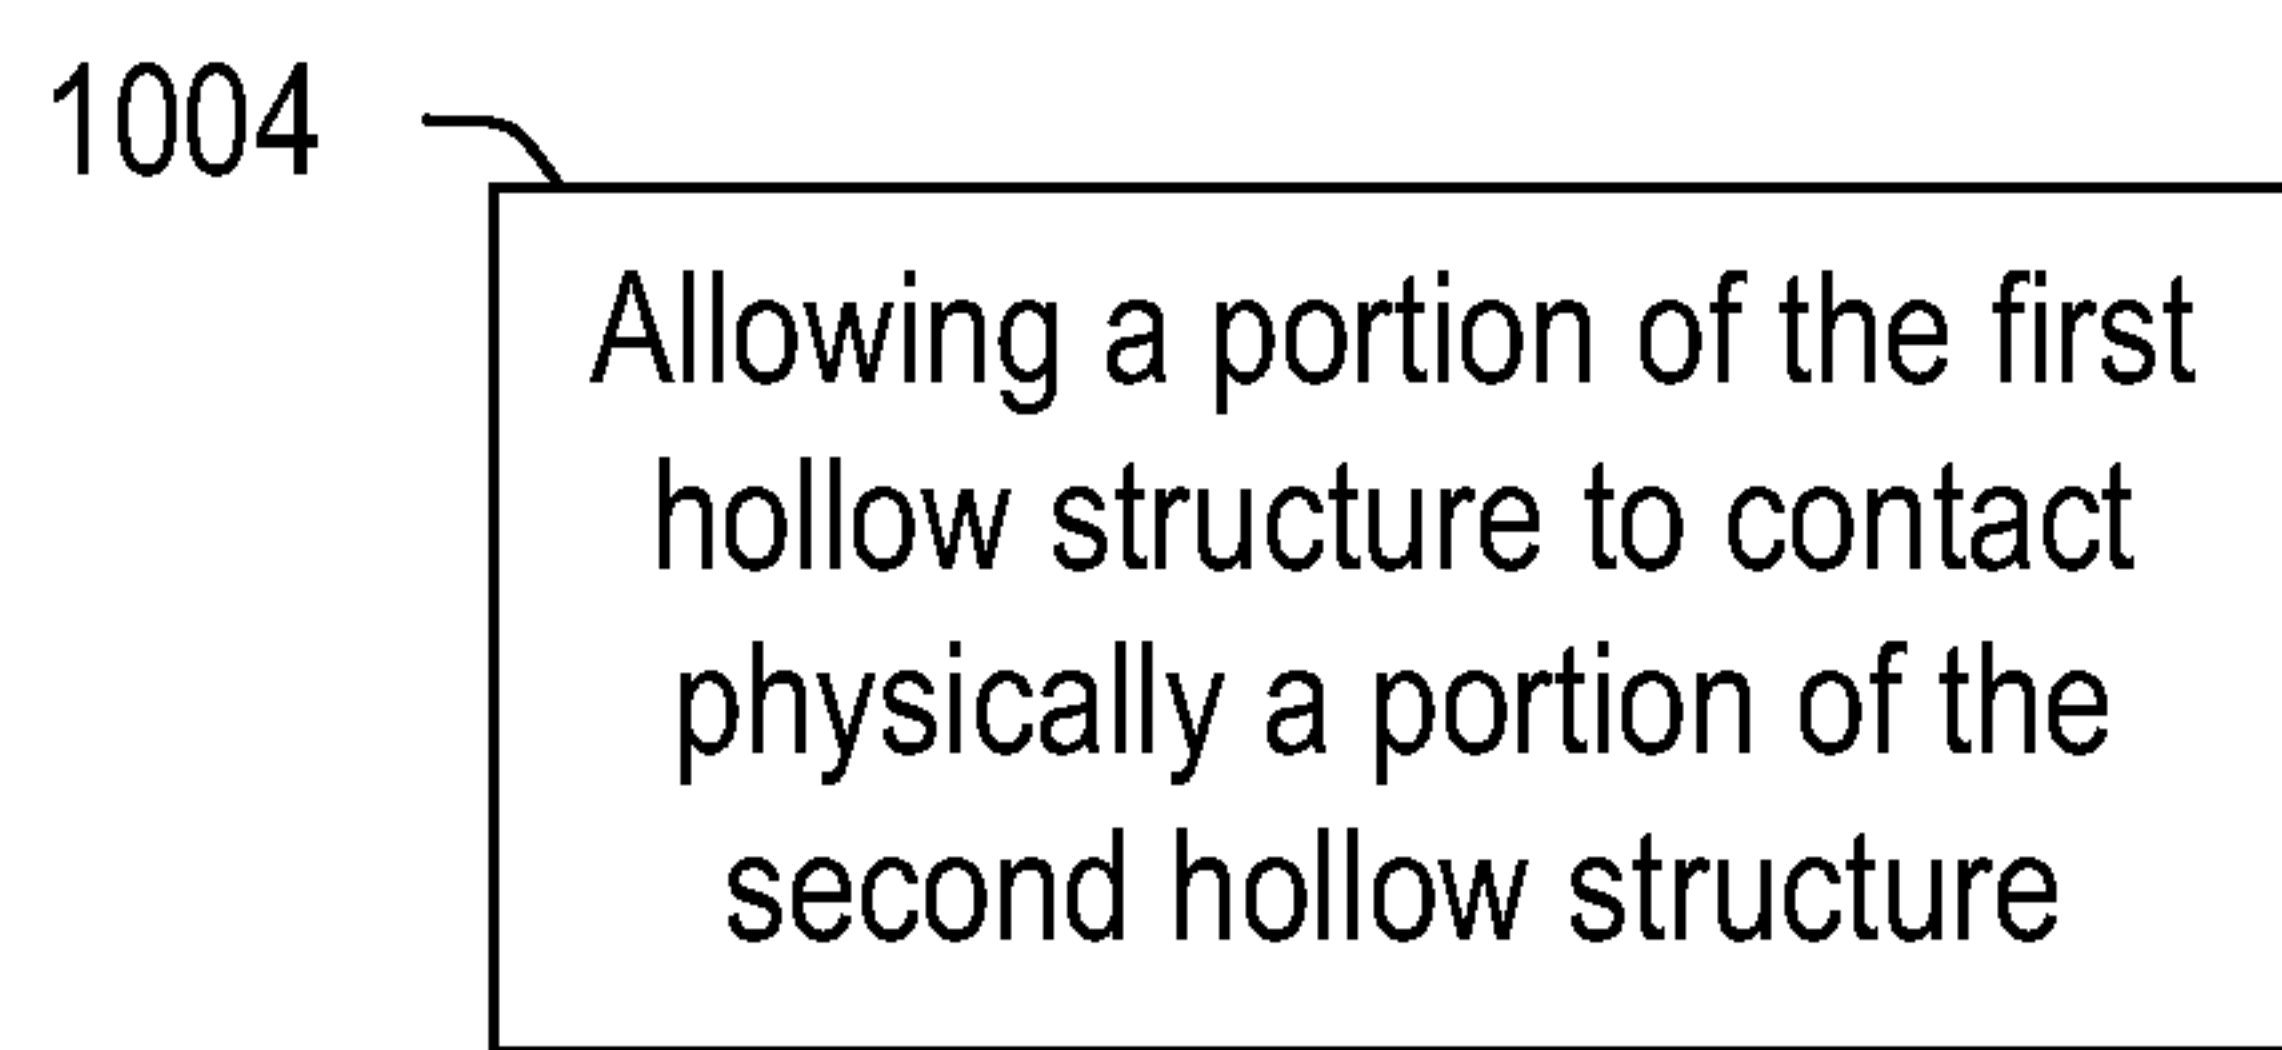 1004
Allowing a portion of the first
hollow structure to contact
physically a portion of the
second hollow structure